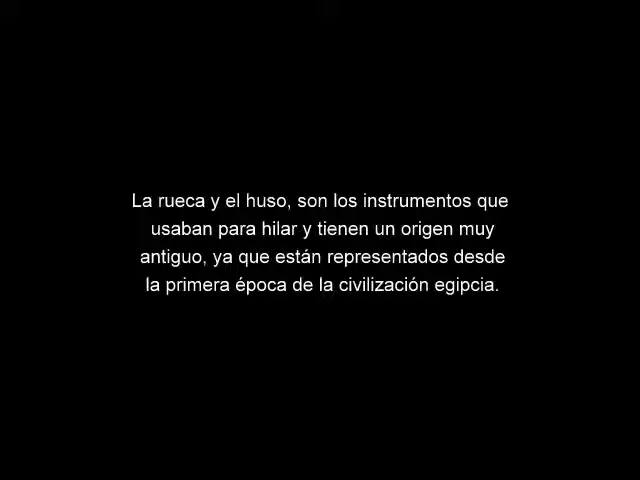 La rueca y el huso, son los instrumentos que
usaban para hilar y tienen un origen muy
antiguo, ya que están representados desde
la primera época de la civilización egipcia.